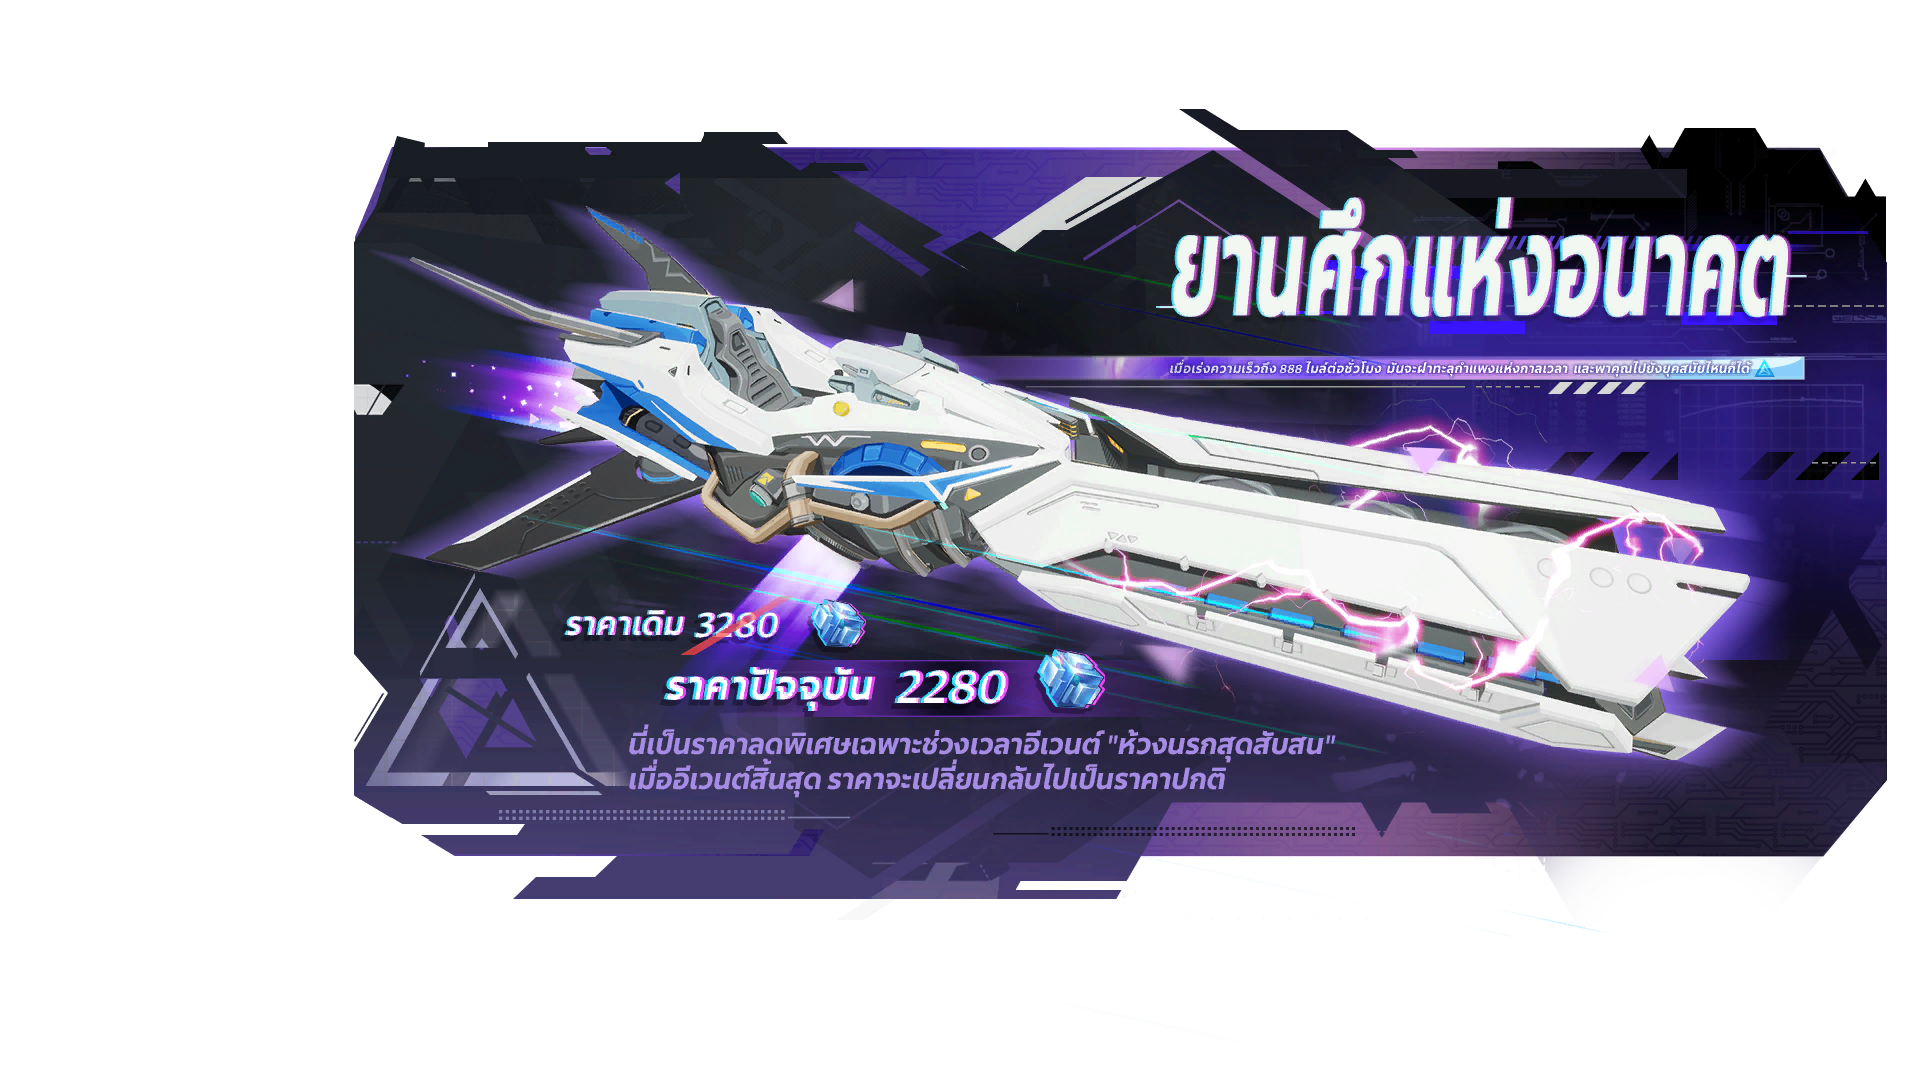 ยานศึกแห่งอนาคต
เมื่อเร่งความเร็วถึง 888 ไมล์ต่อชั่วโมง มันจะฝ่าทะลุกำแพงแห่งกาลเวลา และพาคุณไปยังยุคสมัยไหนก็ได้
ราคาเดิม 3280
ราคาปัจจุบัน 2280
นี่เป็นราคาลดพิเศษเฉพาะช่วงเวลาอีเวนต์ "ห้วงนรกสุดสับสน"
เมื่ออีเวนต์สิ้นสุด ราคาจะเปลี่ยนกลับไปเป็นราคาปกติ